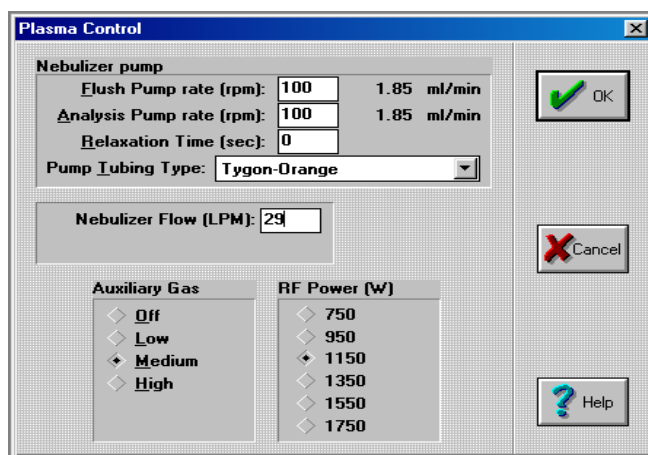 Plasma Control
Nebulizer pump
Flush Pump rate (rpm): 100 1.85 ml/min
Analysis Pump rate (rpm): 100 1.85 ml/min
Relaxation Time (sec): 0
Pump Tubing Type: Tygon-Orange
Nebulizer Flow (LPM): 29
Auxiliary Gas
Off
Low
Medium
High
RF Power (W)
750
950
1150
1350
1550
1750
OK
Cancel
Help